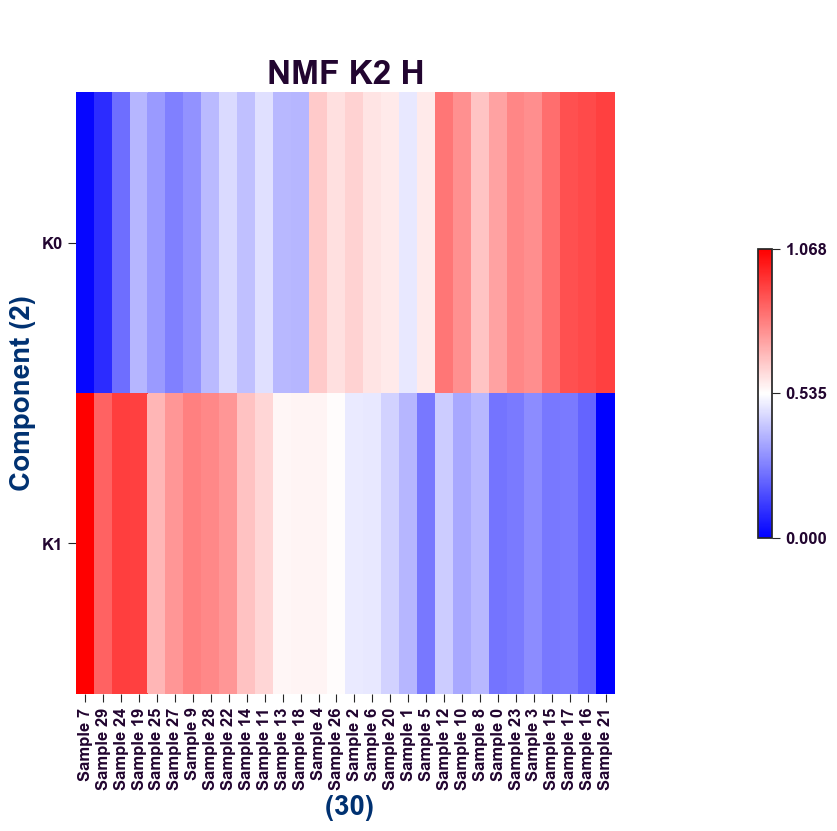 NMF K2 H
K0
K1
Component (2)
1.068
0.535
0.000
Sample 7
Sample 29
Sample 24
Sample 19
Sample 25
Sample 27
Sample 9
Sample 28
Sample 22
Sample 14
Sample 11
Sample 13
Sample 18
Sample 4
Sample 26
Sample 2
Sample 6
Sample 20
Sample 1
Sample 5
Sample 12
Sample 10
Sample 8
Sample 0
Sample 23
Sample 3
Sample 15
Sample 17
Sample 16
Sample 21
(30)